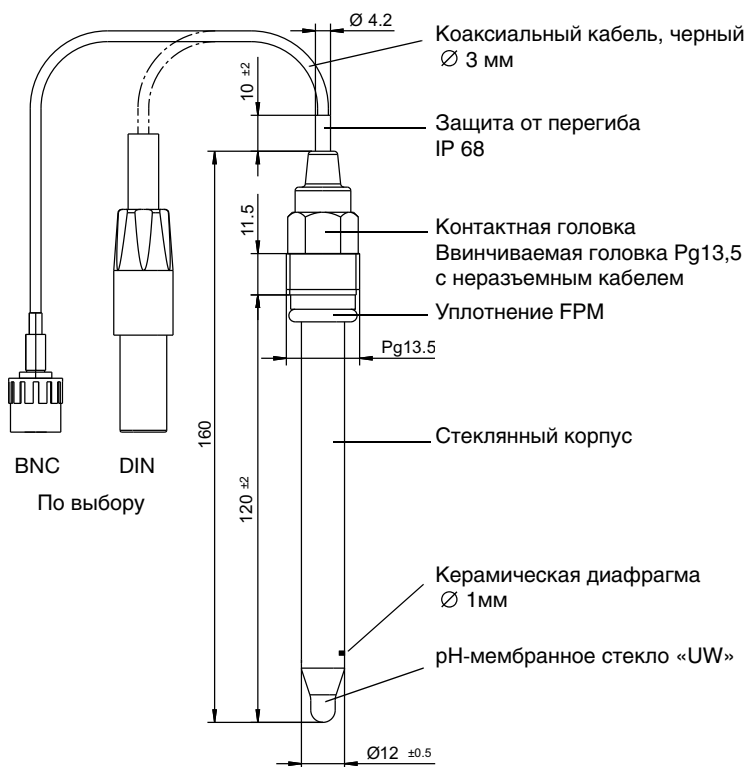 Ø 4.2
Коаксиальный кабель, черный
∅ 3 мм
10 ±2
Защита от перегиба
IP 68
11.5
Контактная головка
Ввинчиваемая головка Pg13,5
с неразъемным кабелем
Уплотнение FPM
Pg13.5
160
120 ±2
Стеклянный корпус
BNC
DIN
По выбору
Керамическая диафрагма
∅ 1мм
pH-мембранное стекло «UW»
Ø12 ±0.5